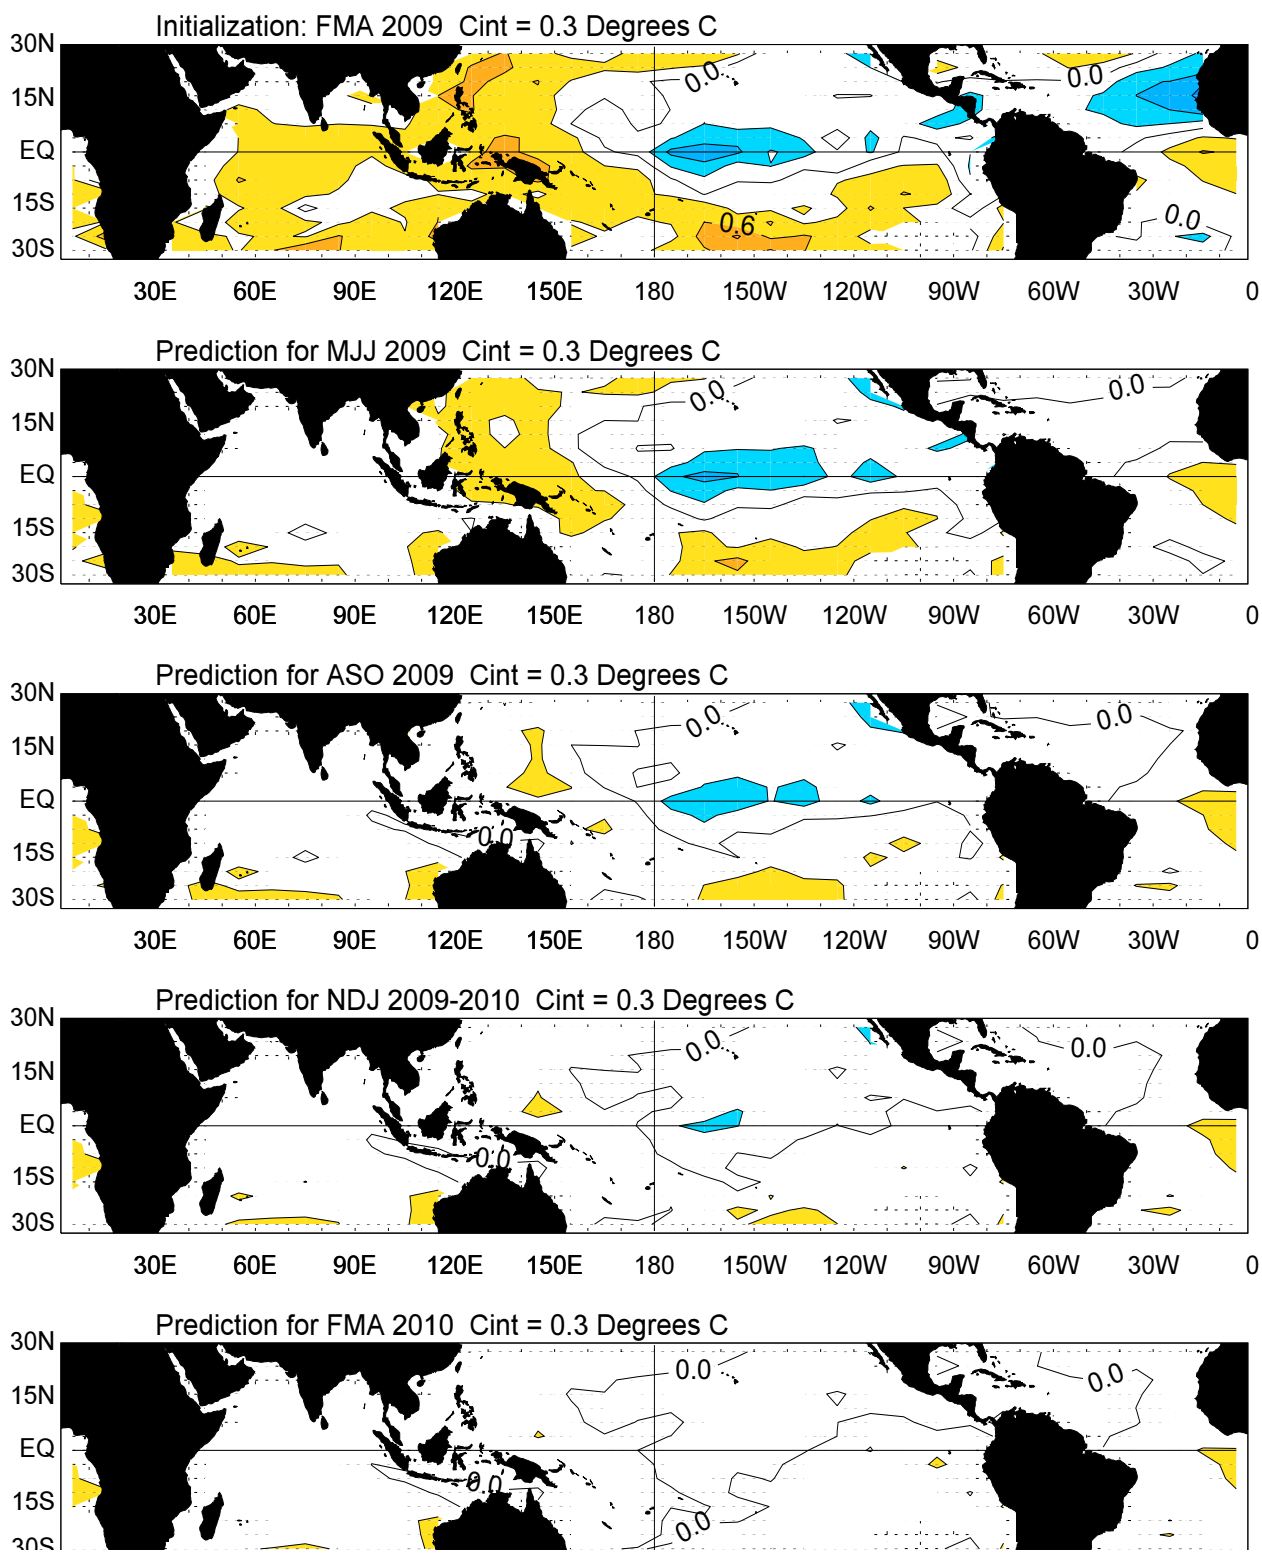 Initialization: FMA 2009  Cint = 0.3 Degrees C
30N
0.0
0.0
15N
EQ
15S
0.6
0.0
30S
30E 60E 90E 120E 150E 180 150W 120W 90W 60W 30W 0
Prediction for MJJ 2009  Cint = 0.3 Degrees C
30N
0.0
0.0
15N
EQ
15S
30S
30E 60E 90E 120E 150E 180 150W 120W 90W 60W 30W 0
Prediction for ASO 2009  Cint = 0.3 Degrees C
30N
0.0
0.0
15N
EQ
0.0
15S
30S
30E 60E 90E 120E 150E 180 150W 120W 90W 60W 30W 0
Prediction for NDJ 2009-2010  Cint = 0.3 Degrees C
30N
0.0
0.0
15N
EQ
0.0
15S
30S
30E 60E 90E 120E 150E 180 150W 120W 90W 60W 30W 0
Prediction for FMA 2010  Cint = 0.3 Degrees C
30N
0.0
0.0
15N
EQ
0.0
15S
0.0
30S